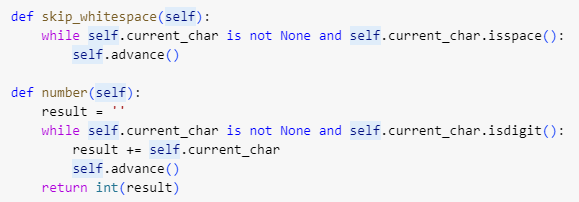 def skip_whitespace(self):
    while self.current_char is not None and self.current_char.isspace():
        self.advance()

def number(self):
    result = ''
    while self.current_char is not None and self.current_char.isdigit():
        result += self.current_char
        self.advance()
    return int(result)